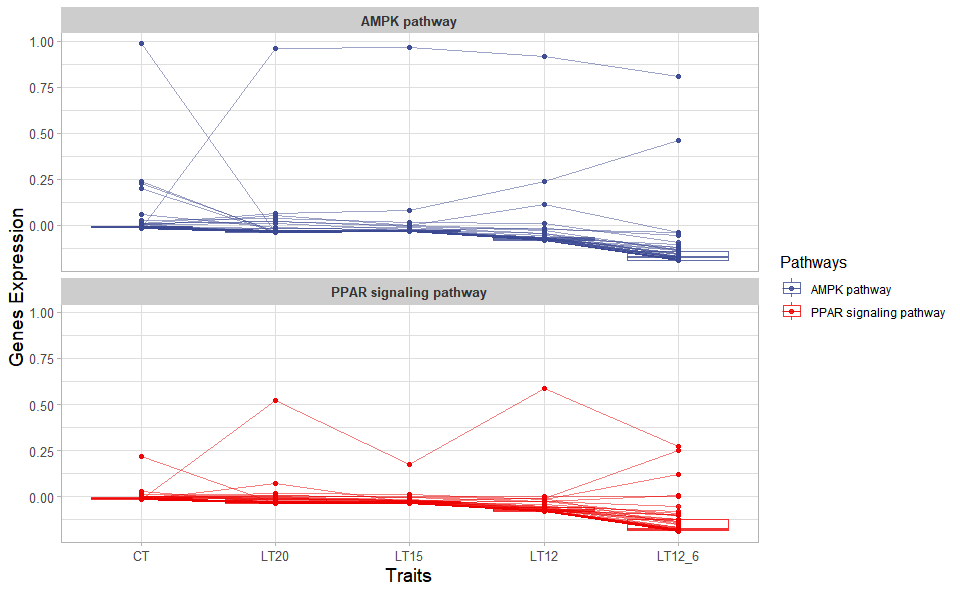 AMPK pathway
1.00
0.75
0.50
0.25
0.00
PPAR signaling pathway
1.00
0.75
0.50
0.25
0.00
Genes Expression
CT LT20 LT15 LT12 LT12_6
Traits
Pathways
AMPK pathway
PPAR signaling pathway